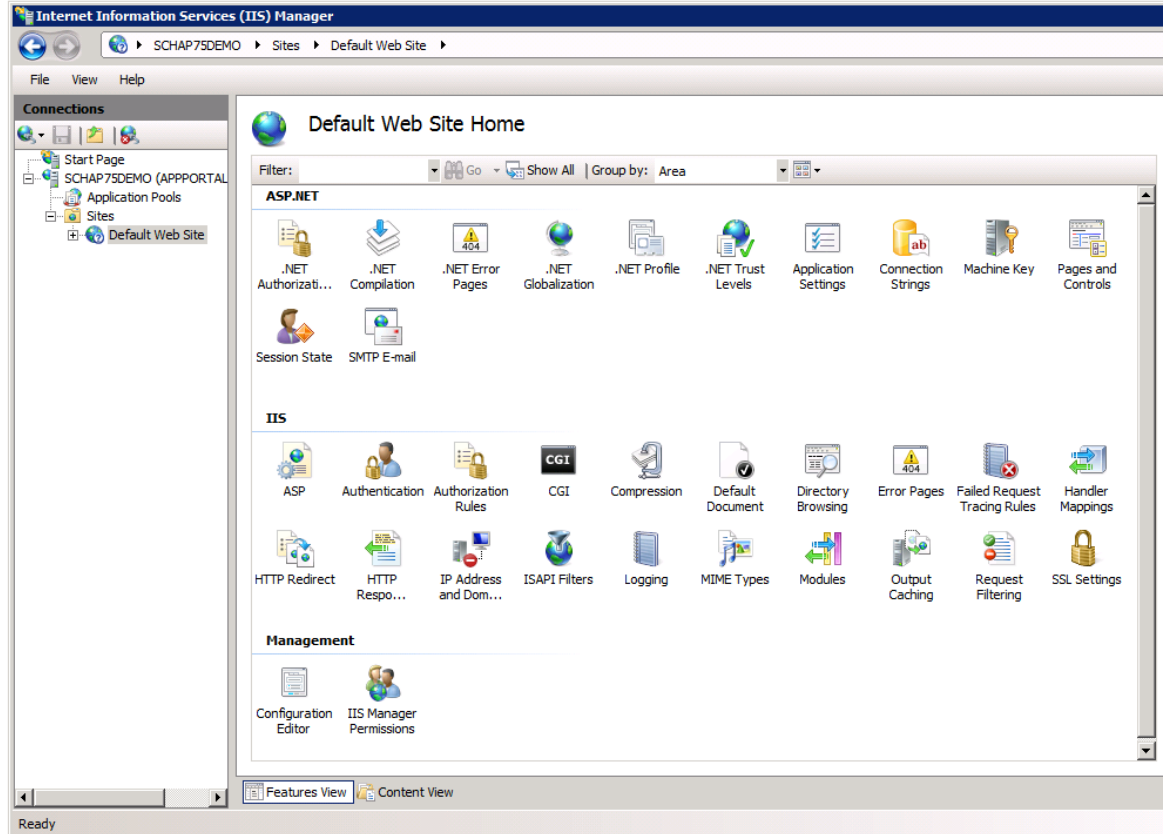 Internet Information Services (IIS) Manager
SCHAP75DEMO Sites Default Web Site
File View Help
Connections
Start Page
SCHAP75DEMO (APPPORTAL
Application Pools
Sites
Default Web Site
Default Web Site Home
Filter: Go Show All Group by: Area
ASP.NET
.NET Authorizati...
.NET Compilation
.NET Error Pages
.NET Globalization
.NET Profile
.NET Trust Levels
Application Settings
Connection Strings
Machine Key
Pages and Controls
Session State
SMTP E-mail
IIS
ASP
Authentication
Authorization Rules
CGI
Compression
Default Document
Directory Browsing
Error Pages
Failed Request Tracing Rules
Handler Mappings
HTTP Redirect
HTTP Respo...
IP Address and Dom...
ISAPI Filters
Logging
MIME Types
Modules
Output Caching
Request Filtering
SSL Settings
Management
Configuration Editor
IIS Manager Permissions
Features View Content View
Ready
404
ab
CGI
404